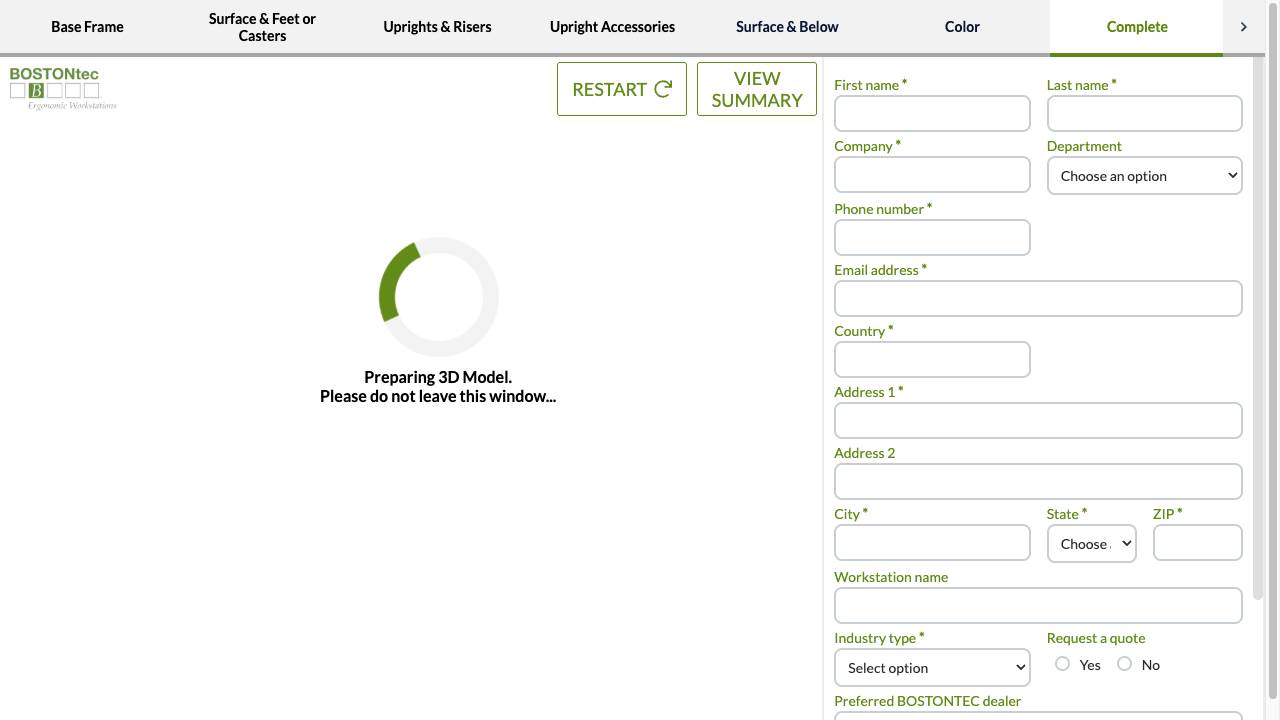 Base Frame
Surface & Feet or
Casters
Uprights & Risers
Upright Accessories
Surface & Below
Color
Complete
BOSTONtec
B
Ergonomic Workstations
RESTART
VIEW
SUMMARY
Preparing 3D Model.
Please do not leave this window...
First name *
Last name *
Company *
Department
Choose an option
Phone number *
Email address *
Country *
Address 1 *
Address 2
City *
State *
ZIP *
Choose
Workstation name
Industry type *
Request a quote
Select option
Yes
No
Preferred BOSTONTEC dealer